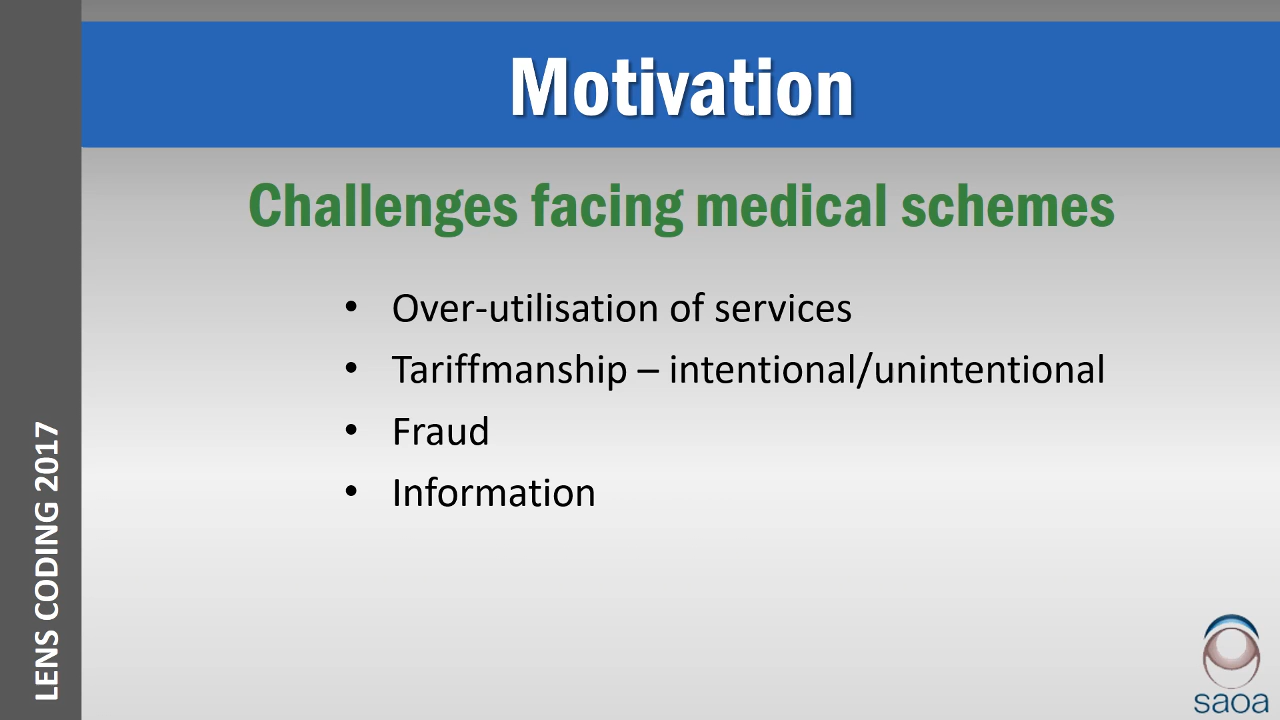 Motivation
Challenges facing medical schemes
• Over-utilisation of services
• Tariffmanship – intentional/unintentional
• Fraud
• Information
LENS CODING 2017
saoa